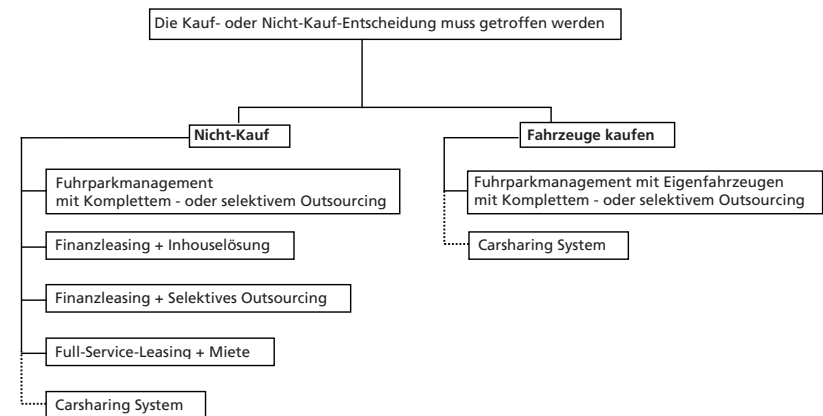 Die Kauf- oder Nicht-Kauf-Entscheidung muss getroffen werden
Nicht-Kauf
Fuhrparkmanagement
mit Komplettem - oder selektivem Outsourcing
Finanzleasing + Inhouselösung
Finanzleasing + Selektives Outsourcing
Full-Service-Leasing + Miete
Carsharing System
Fahrzeuge kaufen
Fuhrparkmanagement mit Eigenfahrzeugen
mit Komplettem - oder selektivem Outsourcing
Carsharing System